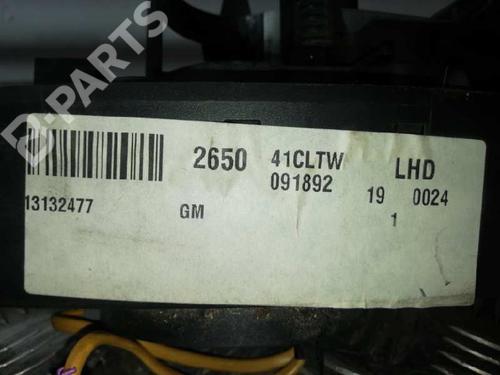 D-PARTS
2650 41CLTW LHD
091892 19 0024
13132477 GM 1